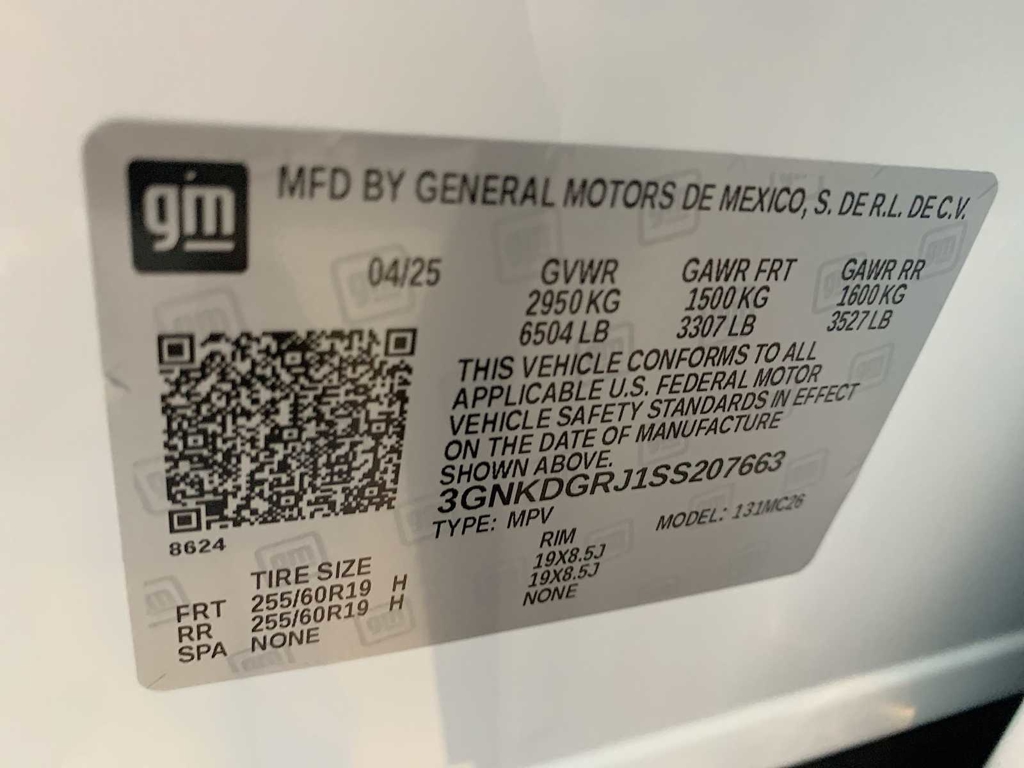 gm
MFD BY GENERAL MOTORS DE MEXICO, S. DE R.L. DE C.V.
04/25 GVWR GAWR FRT GAWR RR
2950 KG 1500 KG 1600 KG
6504 LB 3307 LB 3527 LB
THIS VEHICLE CONFORMS TO ALL
APPLICABLE U.S. FEDERAL MOTOR
VEHICLE SAFETY STANDARDS IN EFFECT
ON THE DATE OF MANUFACTURE
SHOWN ABOVE.
3GNKDGRJ1SS207663
TYPE: MPV MODEL: 131MC26
8624
TIRE SIZE RIM
FRT 255/60R19 H 19X8.5J
RR 255/60R19 H 19X8.5J
SPA NONE NONE